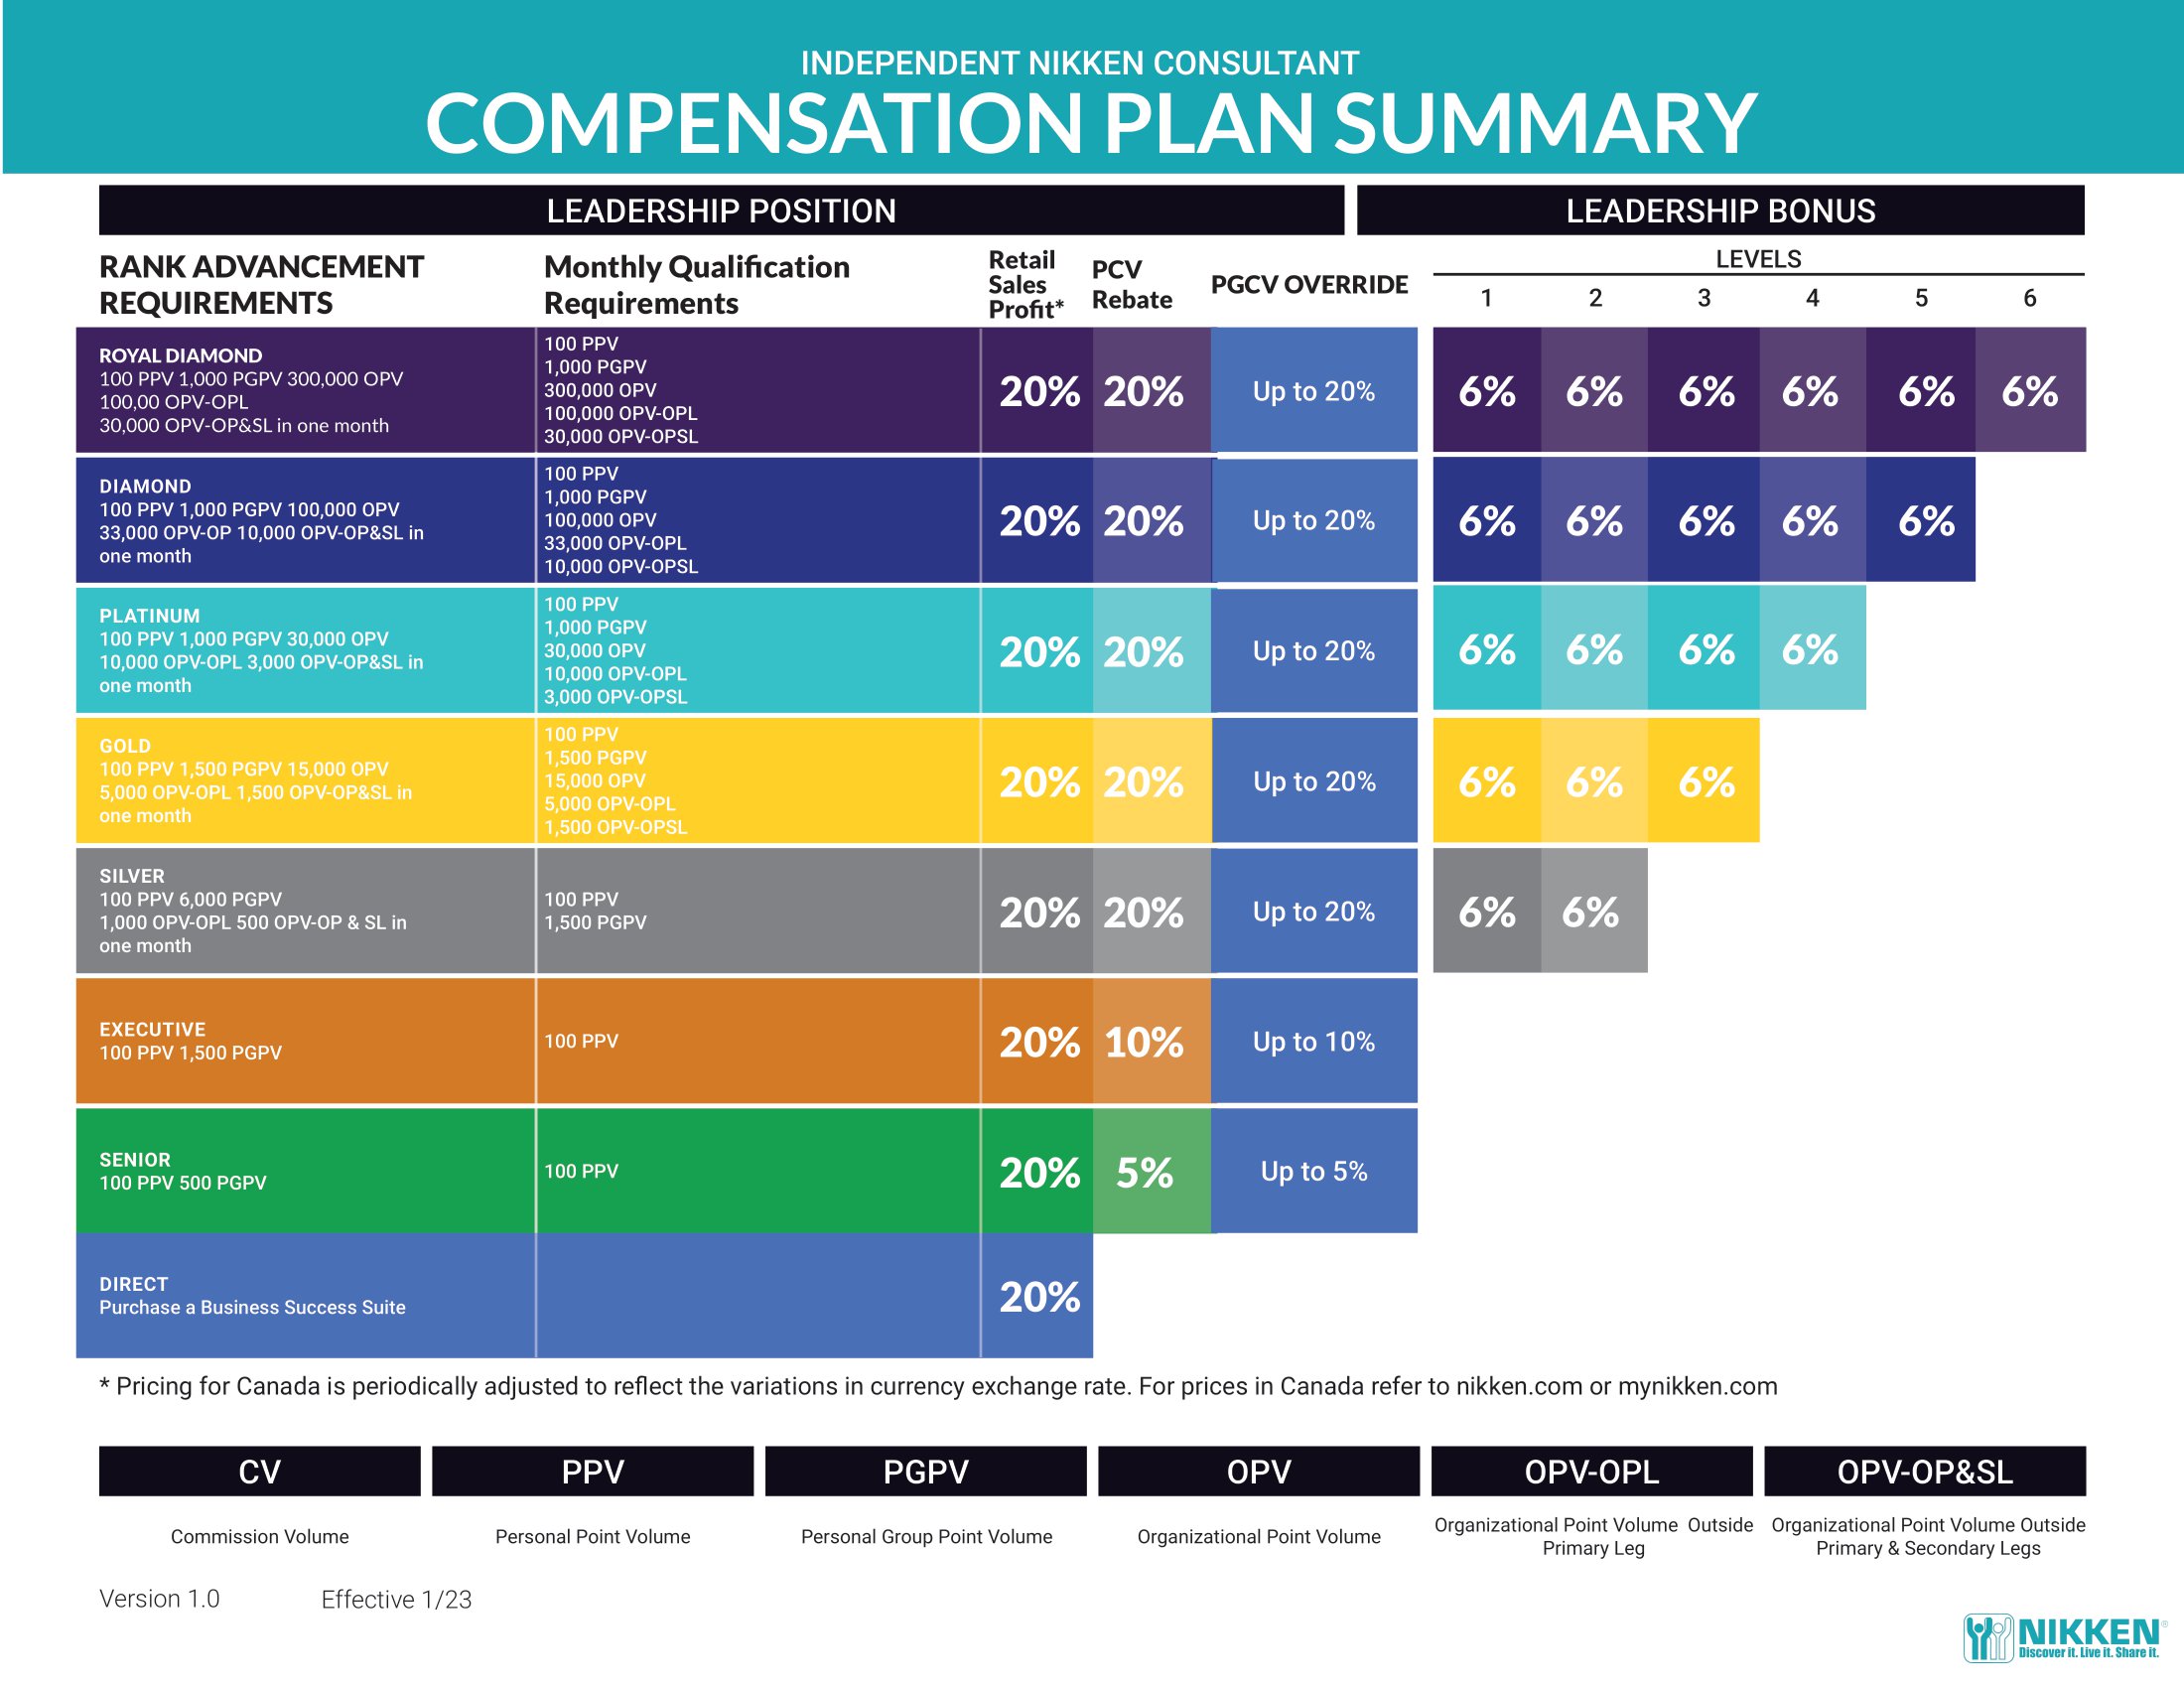 INDEPENDENT NIKKEN CONSULTANT
COMPENSATION PLAN SUMMARY
LEADERSHIP POSITION
LEADERSHIP BONUS
RANK ADVANCEMENT
REQUIREMENTS
Monthly Qualification
Requirements
Retail
Sales
Profit*
PCV
Rebate
PGCV OVERRIDE
LEVELS
1 2 3 4 5 6
ROYAL DIAMOND
100 PPV 1,000 PGPV 300,000 OPV
100,00 OPV-OPL
30,000 OPV-OP&SL in one month
100 PPV
1,000 PGPV
300,000 OPV
100,000 OPV-OPL
30,000 OPV-OPSL
20% 20% Up to 20% 6% 6% 6% 6% 6% 6%
DIAMOND
100 PPV 1,000 PGPV 100,000 OPV
33,000 OPV-OP 10,000 OPV-OP&SL in
one month
100 PPV
1,000 PGPV
100,000 OPV
33,000 OPV-OPL
10,000 OPV-OPSL
20% 20% Up to 20% 6% 6% 6% 6% 6%
PLATINUM
100 PPV 1,000 PGPV 30,000 OPV
10,000 OPV-OPL 3,000 OPV-OP&SL in
one month
100 PPV
1,000 PGPV
30,000 OPV
10,000 OPV-OPL
3,000 OPV-OPSL
20% 20% Up to 20% 6% 6% 6% 6%
GOLD
100 PPV 1,500 PGPV 15,000 OPV
5,000 OPV-OPL 1,500 OPV-OP&SL in
one month
100 PPV
1,500 PGPV
15,000 OPV
5,000 OPV-OPL
1,500 OPV-OPSL
20% 20% Up to 20% 6% 6% 6%
SILVER
100 PPV 6,000 PGPV
1,000 OPV-OPL 500 OPV-OP & SL in
one month
100 PPV
1,500 PGPV
20% 20% Up to 20% 6% 6%
EXECUTIVE
100 PPV 1,500 PGPV
100 PPV
20% 10% Up to 10%
SENIOR
100 PPV 500 PGPV
100 PPV
20% 5% Up to 5%
DIRECT
Purchase a Business Success Suite
20%
* Pricing for Canada is periodically adjusted to reflect the variations in currency exchange rate. For prices in Canada refer to nikken.com or mynikken.com
CV
Commission Volume
PPV
Personal Point Volume
PGPV
Personal Group Point Volume
OPV
Organizational Point Volume
OPV-OPL
Organizational Point Volume Outside
Primary Leg
OPV-OP&SL
Organizational Point Volume Outside
Primary & Secondary Legs
Version 1.0 Effective 1/23
NIKKEN®
Discover it. Live it. Share it.